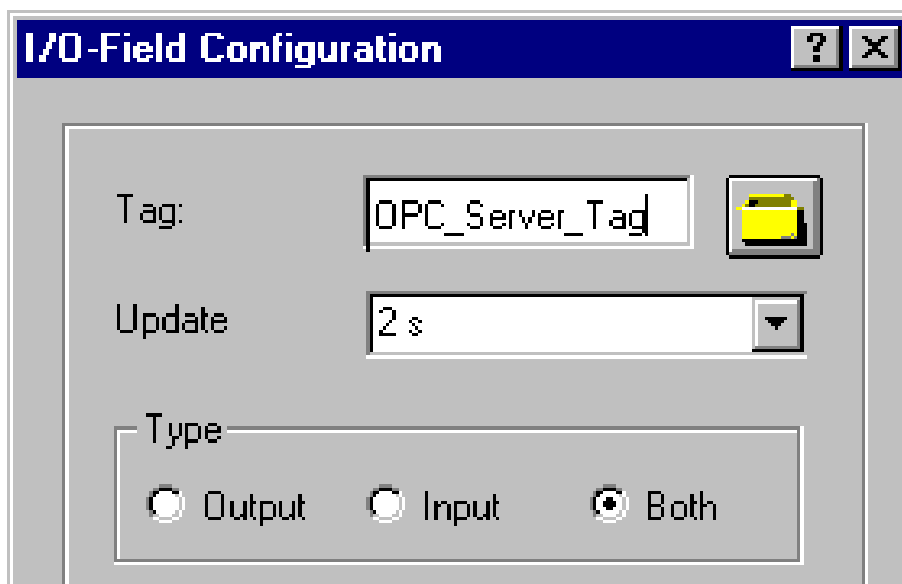 I/O-Field Configuration
Tag: OPC_Server_Tag
Update 2 s
Type
Output Input Both